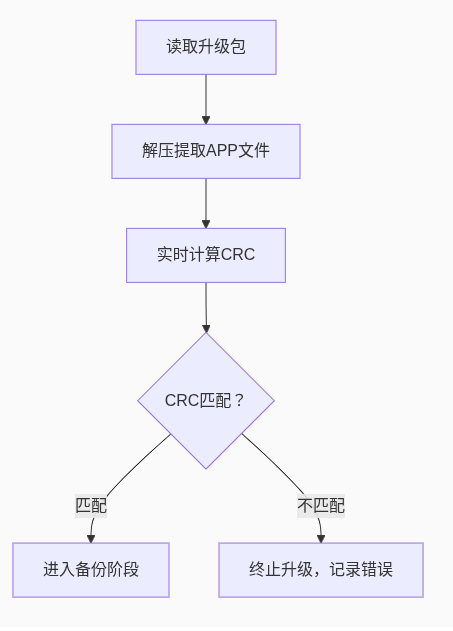 读取升级包
解压提取APP文件
实时计算CRC
CRC匹配？
匹配
不匹配
进入备份阶段
终止升级，记录错误